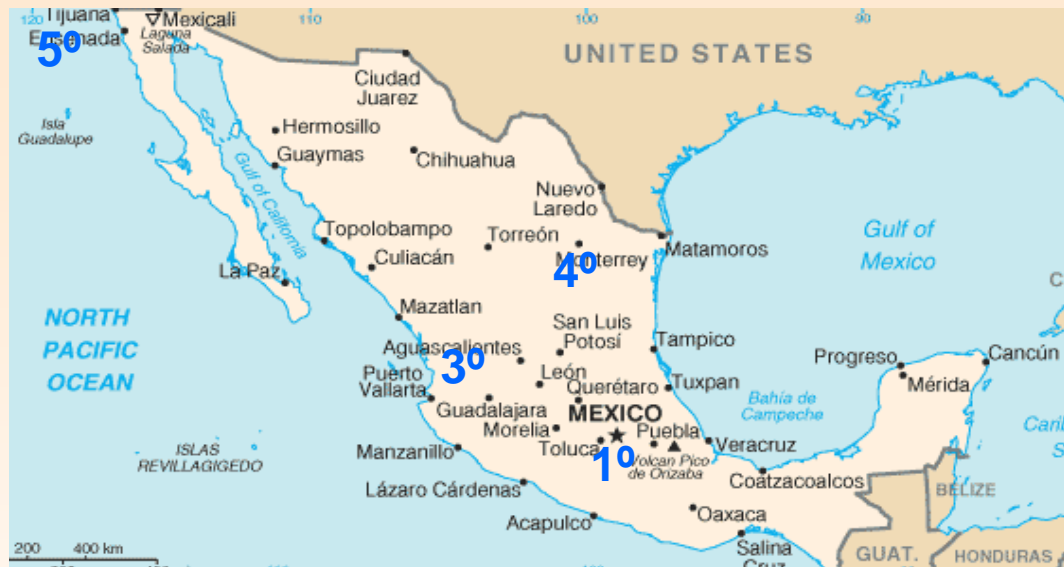 120
110
100
90
Tijuana
Mexicali
Ensenada
5º
Laguna
Salada
UNITED STATES
Ciudad
Juarez
Isla
Guadalupe
Hermosillo
Guaymas
Chihuahua
Gulf of California
Nuevo
Laredo
Topolobampo
Torreón
Monterrey
Matamoros
Gulf of
Mexico
Culiacán
La Paz
4º
Mazatlan
NORTH
PACIFIC
OCEAN
San Luis
Potosí
Tampico
Aguascalientes
3º
Progreso
Cancún
Puerto
Vallarta
León
Querétaro
Tuxpan
Mérida
Guadalajara
MEXICO
Bahía de
Campeche
Morelia
Toluca
Puebla
Veracruz
ISLAS
REVILLAGIGEDO
Manzanillo
1º
Volcan Pico
de Orizaba
Coatzacoalcos
Lázaro Cárdenas
BELIZE
Acapulco
Oaxaca
200 400 km
Salina
Cruz
GUAT.
HONDURAS